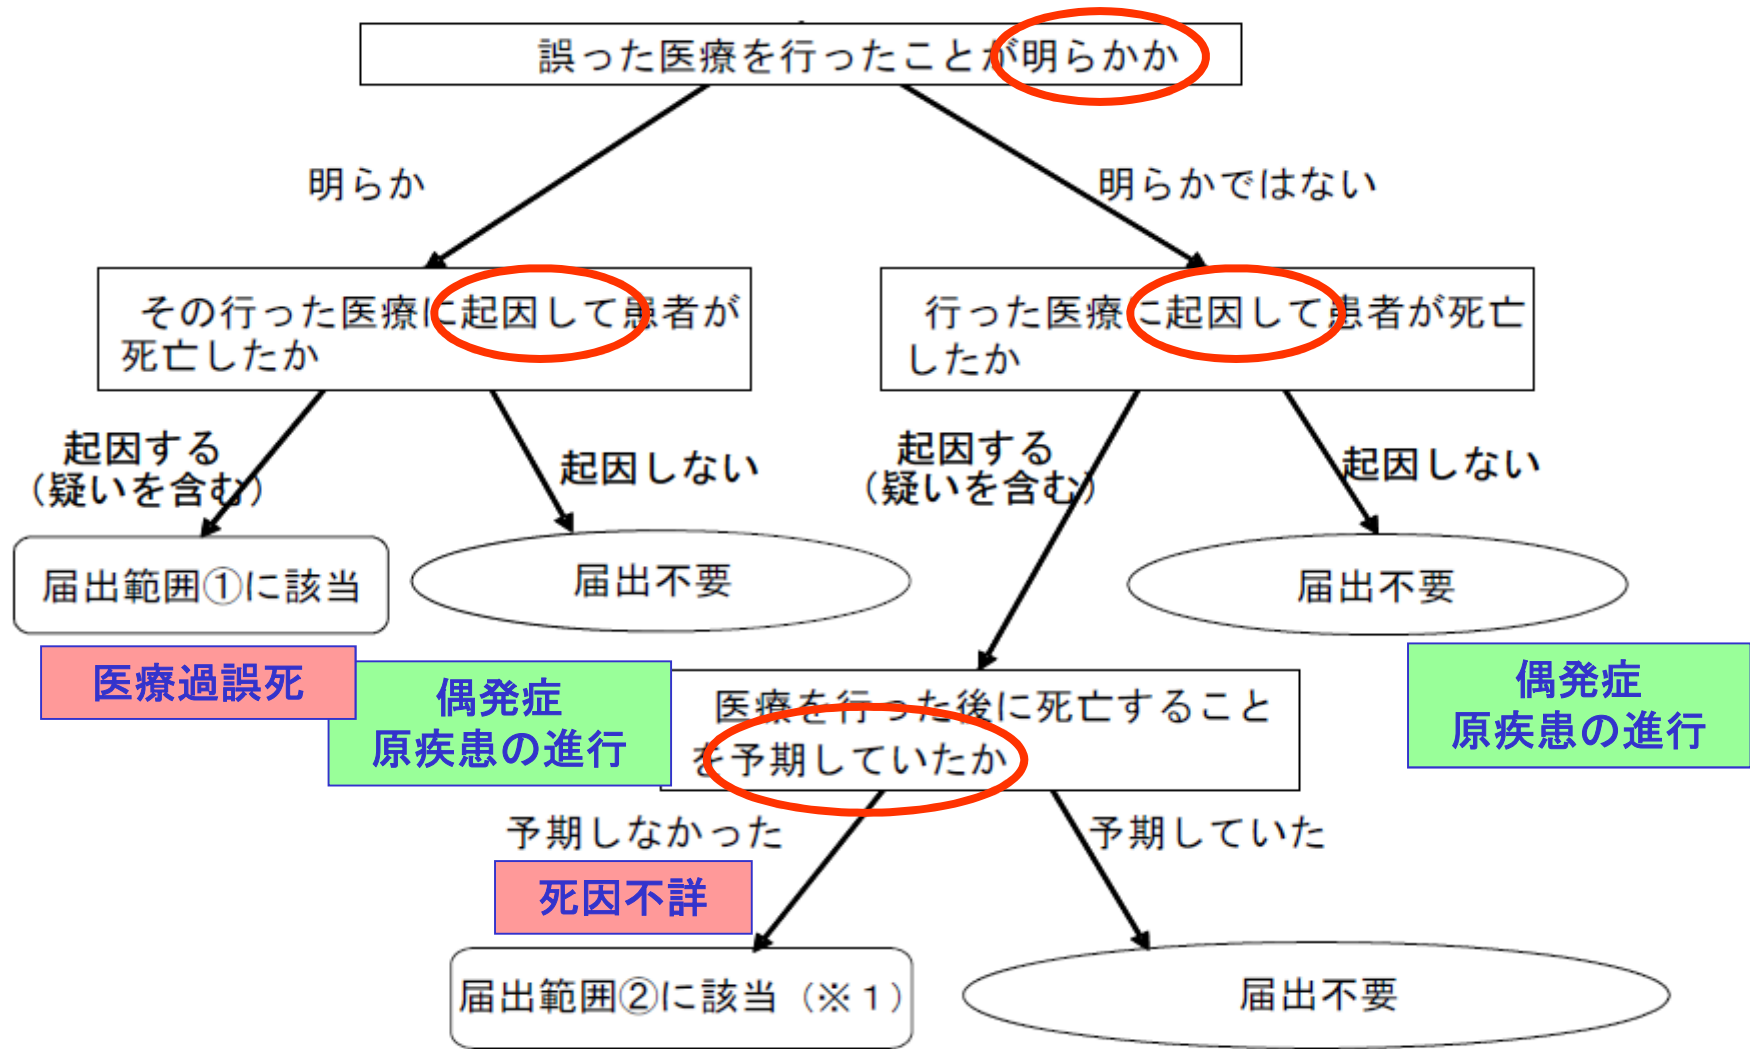 誤った医療を行ったことが明らかか
明らか
明らかではない
その行った医療に起因して患者が
死亡したか
行った医療に起因して患者が死亡
したか
起因する
（疑いを含む）
起因しない
起因する
（疑いを含む）
起因しない
届出範囲①に該当
届出不要
届出不要
医療過誤死
偶発症
原疾患の進行
医療を行った後に死亡すること
を予期していたか
偶発症
原疾患の進行
予期しなかった
予期していた
死因不詳
届出範囲②に該当（※１）
届出不要